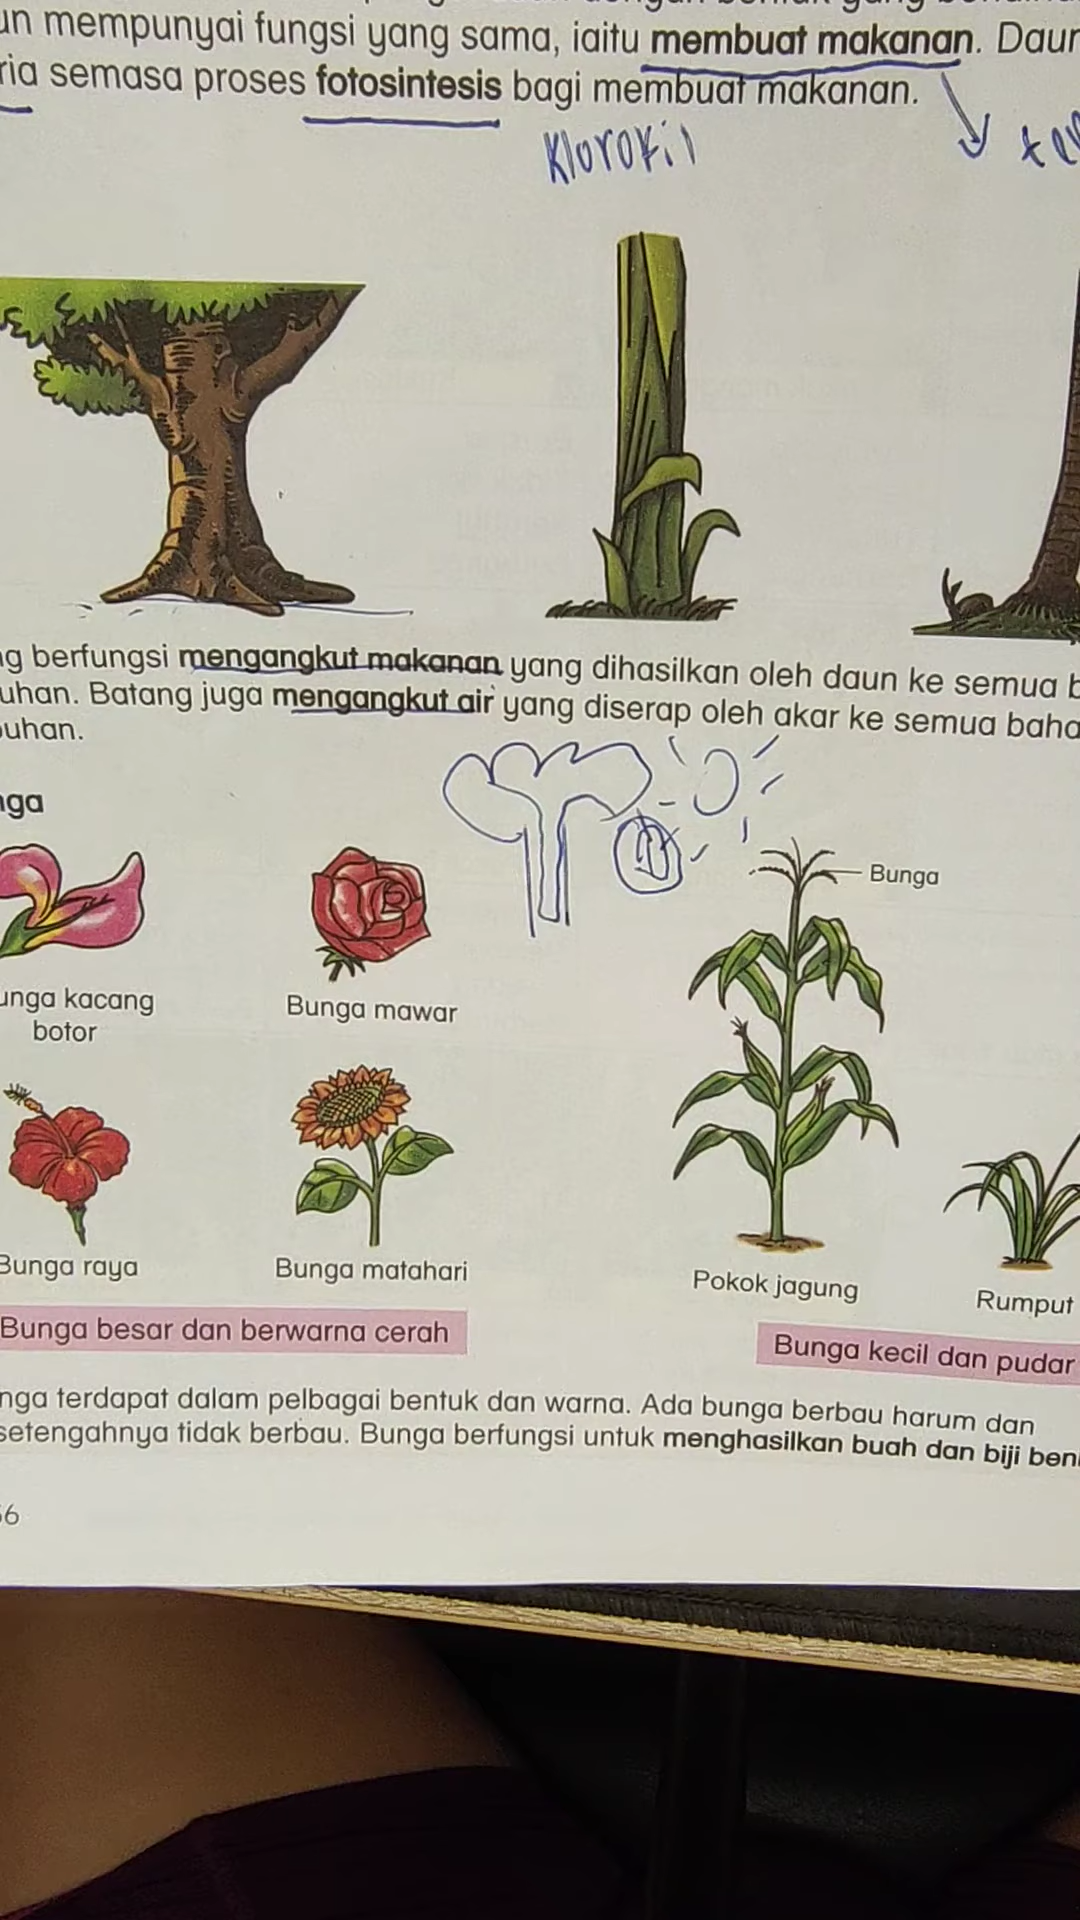 mempunyai fungsi yang sama, iaitu membuat makanan. Daun
ria semasa proses fotosintesis bagi membuat makanan.
Klorofil
ng berfungsi mengangkut makanan yang dihasilkan oleh daun ke semua b
uhan. Batang juga mengangkut air yang diserap oleh akar ke semua baha
uhan.
nga
Bunga
unga kacang
botor
Bunga mawar
Bunga raya
Bunga matahari
Pokok jagung
Rumput
Bunga besar dan berwarna cerah
Bunga kecil dan pudar
nga terdapat dalam pelbagai bentuk dan warna. Ada bunga berbau harum dan
setengahnya tidak berbau. Bunga berfungsi untuk menghasilkan buah dan biji ben
6